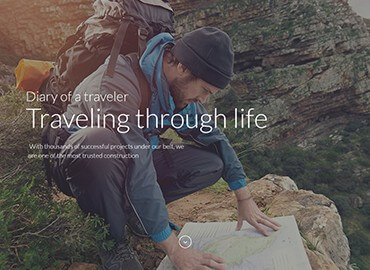 Diary of a traveler
Traveling through life
With thousands of successful projects under our belt, we
are one of the most trusted construction